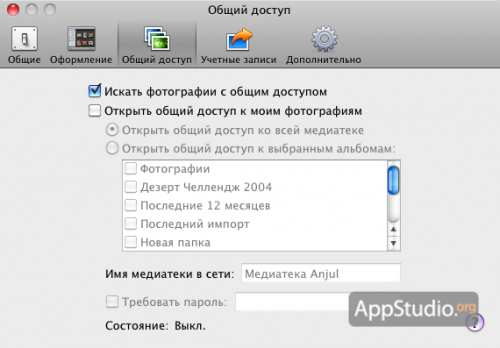 Общий доступ
Общие Оформление Общий доступ Учетные записи Дополнительно
Искать фотографии с общим доступом
Открыть общий доступ к моим фотографиям
Открыть общий доступ ко всей медиатеке
Открыть общий доступ к выбранным альбомам:
Фотографии
Дезерт Челлендж 2004
Последние 12 месяцев
Последний импорт
Новая папка
Имя медиатеки в сети: Медиатека Anjul
Требовать пароль:
AppStudio.org
Состояние: Выкл. ?